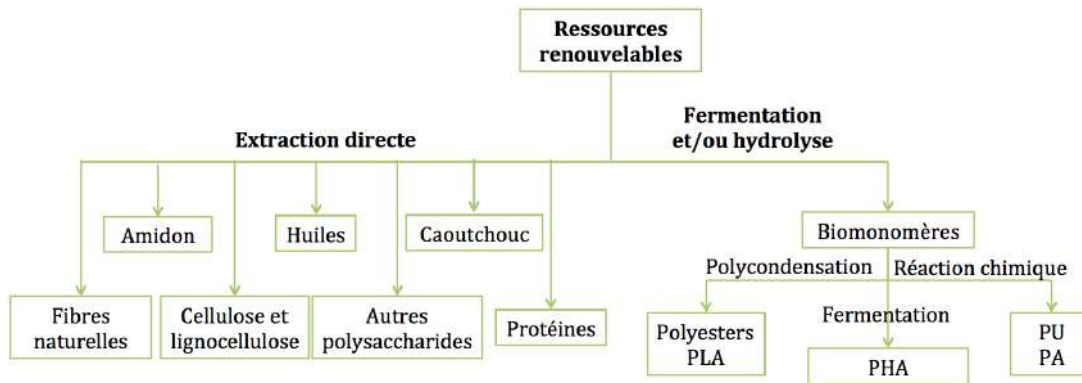 Ressources
renouvelables
Fermentation
et/ou hydrolyse
Extraction directe
Amidon
Huiles
Caoutchouc
Biomonomères
Polycondensation
Réaction chimique
Fibres
naturelles
Cellulose et
lignocellulose
Autres
polysaccharides
Protéines
Polyesters
PLA
Fermentation
PHA
PU
PA